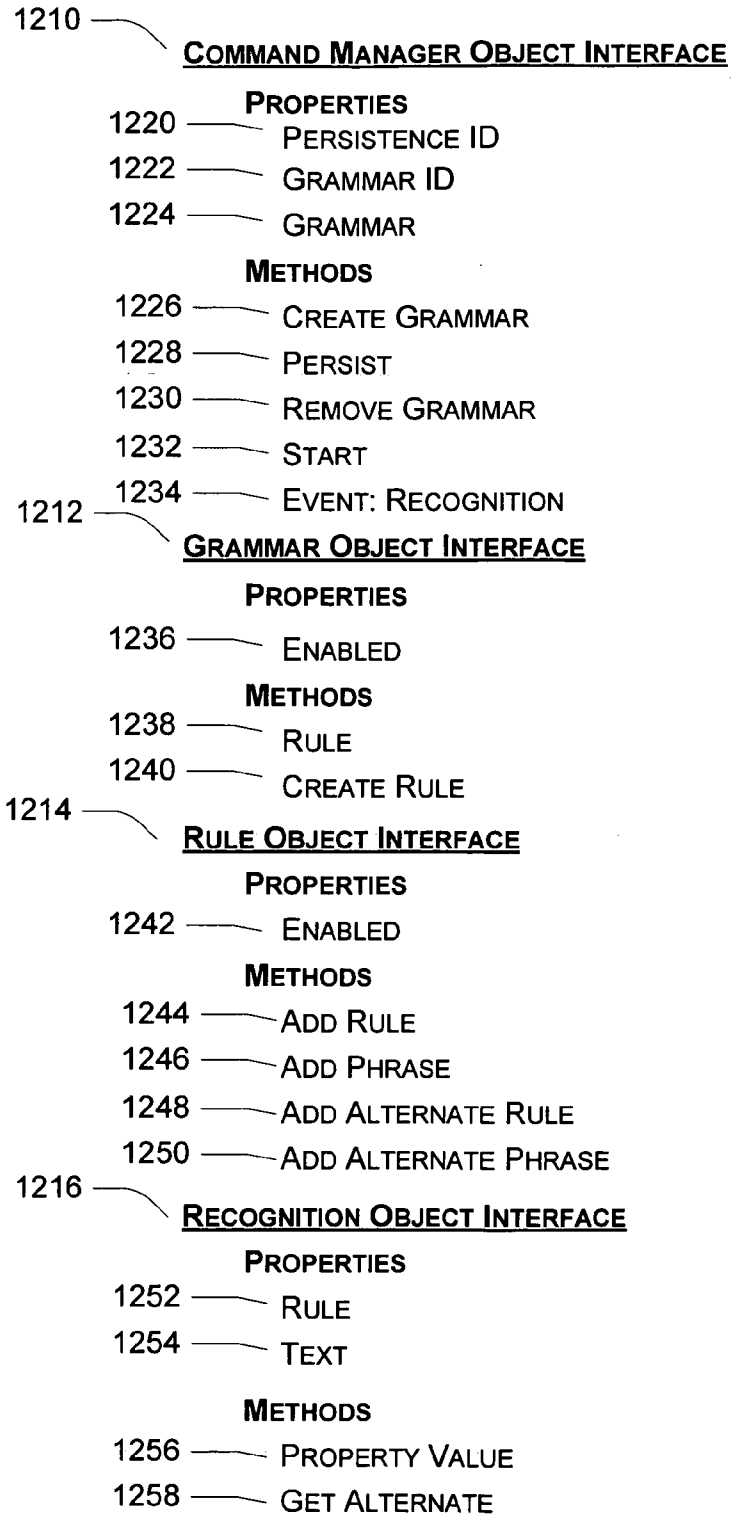 1210
COMMAND MANAGER OBJECT INTERFACE
PROPERTIES
1220 PERSISTENCE ID
1222 GRAMMAR ID
1224 GRAMMAR
METHODS
1226 CREATE GRAMMAR
1228 PERSIST
1230 REMOVE GRAMMAR
1232 START
1234 EVENT: RECOGNITION
1212
GRAMMAR OBJECT INTERFACE
PROPERTIES
1236 ENABLED
METHODS
1238 RULE
1240 CREATE RULE
1214
RULE OBJECT INTERFACE
PROPERTIES
1242 ENABLED
METHODS
1244 ADD RULE
1246 ADD PHRASE
1248 ADD ALTERNATE RULE
1250 ADD ALTERNATE PHRASE
1216
RECOGNITION OBJECT INTERFACE
PROPERTIES
1252 RULE
1254 TEXT
METHODS
1256 PROPERTY VALUE
1258 GET ALTERNATE